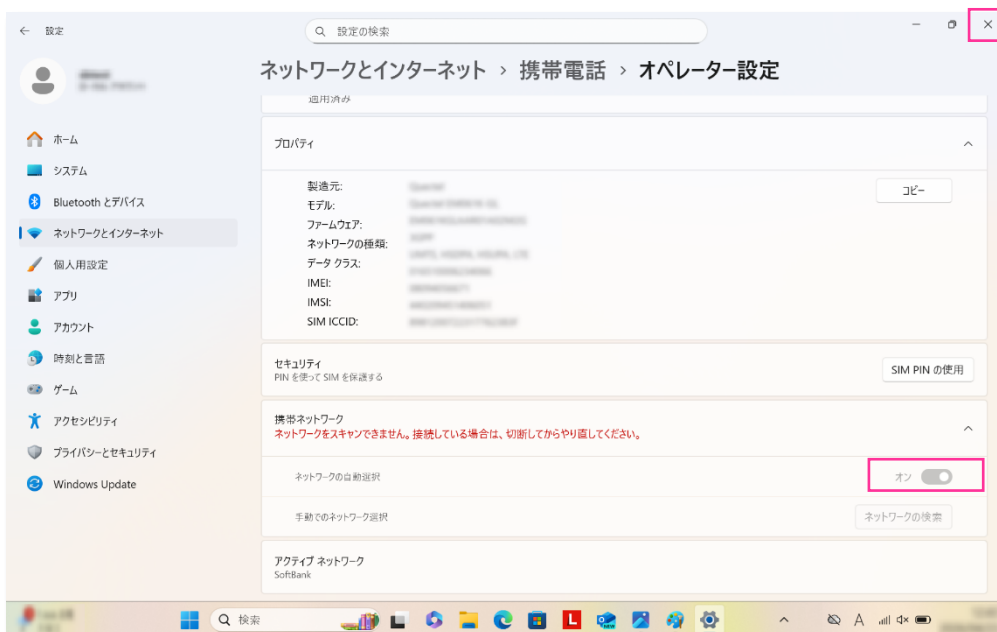 設定
設定の検索
ネットワークとインターネット › 携帯電話 › オペレーター設定
ホーム
システム
Bluetooth とデバイス
ネットワークとインターネット
個人用設定
アプリ
アカウント
時刻と言語
ゲーム
アクセシビリティ
プライバシーとセキュリティ
Windows Update
適用済み
プロパティ
コピー
製造元:
モデル:
ファームウェア:
ネットワークの種類:
データ クラス:
IMEI:
IMSI:
SIM ICCID:
セキュリティ
PIN を使って SIM を保護する
SIM PIN の使用
携帯ネットワーク
ネットワークをスキャンできません。接続している場合は、切断してからやり直してください。
ネットワークの自動選択
オン
手動でのネットワーク選択
ネットワークの検索
アクティブ ネットワーク
SoftBank
検索
A